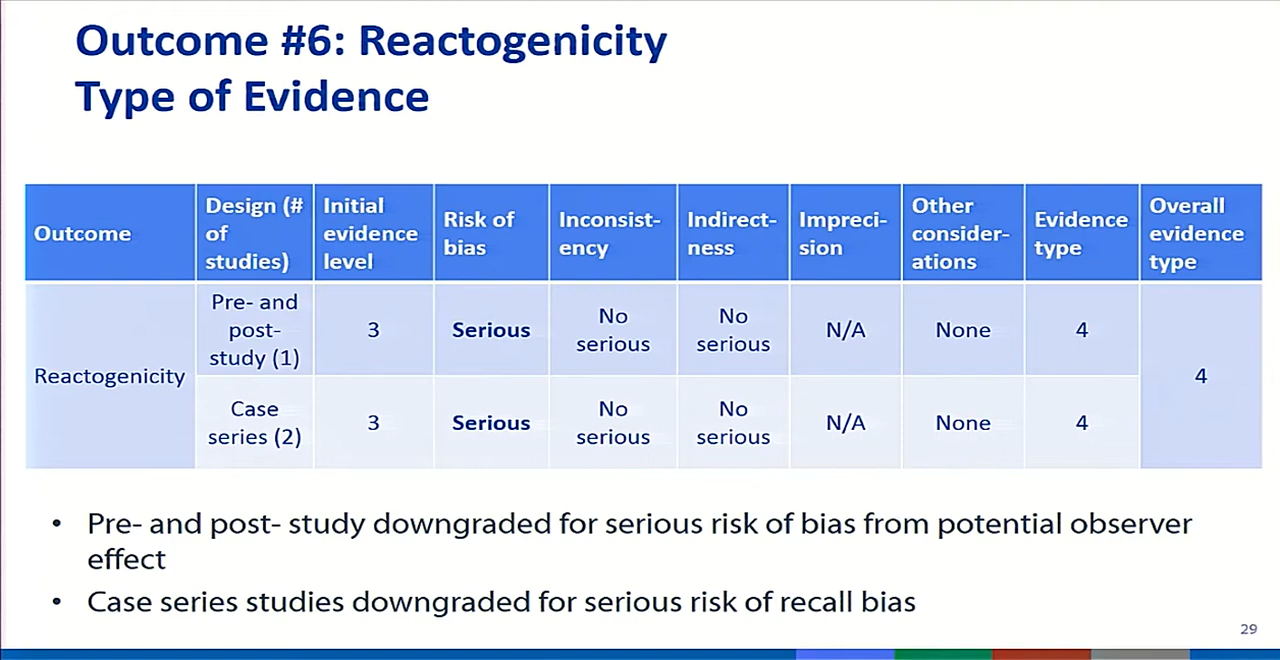 Outcome #6: Reactogenicity
Type of Evidence
Outcome
Design (#
of
studies)
Initial
evidence
level
Risk of
bias
Inconsist-
ency
Indirect-
ness
Impreci-
sion
Other
consider-
ations
Evidence
type
Overall
evidence
type
Reactogenicity
Pre- and
post-
study (1)
3
Serious
No
serious
No
serious
N/A
None
4
4
Case
series (2)
3
Serious
No
serious
No
serious
N/A
None
4
• Pre- and post- study downgraded for serious risk of bias from potential observer
effect
• Case series studies downgraded for serious risk of recall bias
29